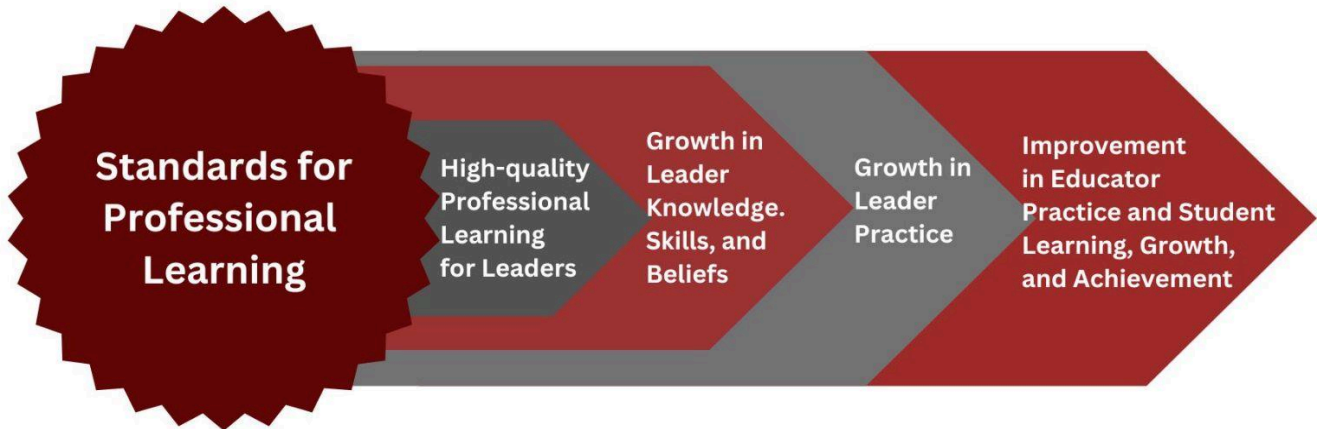 Standards for
Professional
Learning
High-quality
Professional
Learning
for Leaders
Growth in
Leader
Knowledge.
Skills, and
Beliefs
Growth in
Leader
Practice
Improvement
in Educator
Practice and Student
Learning, Growth,
and Achievement